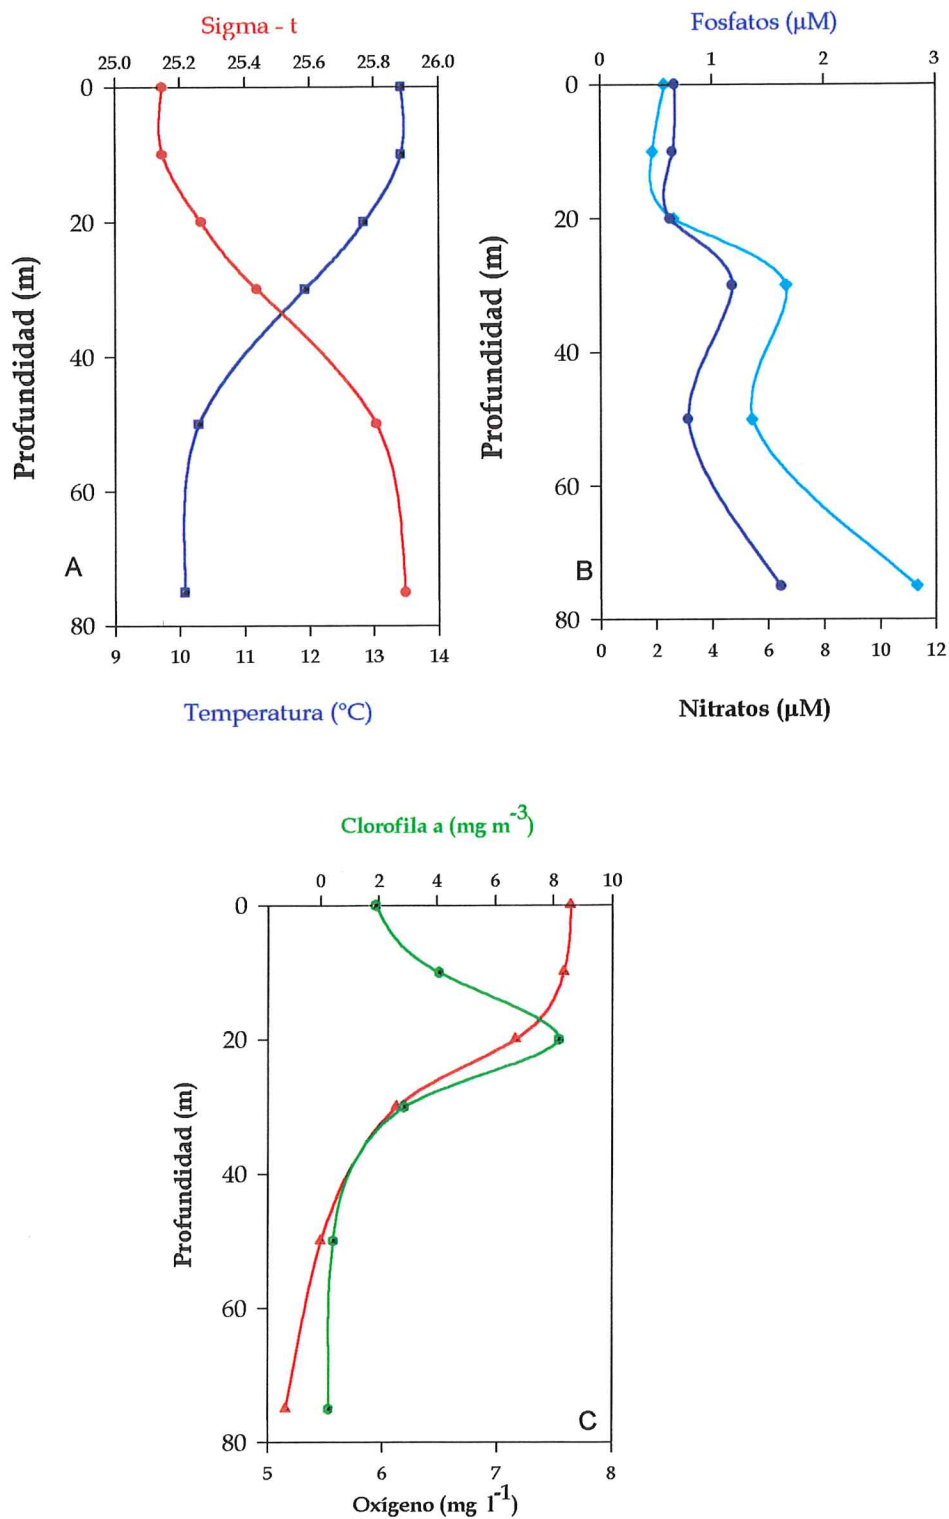 Sigma - t
25.0 25.2 25.4 25.6 25.8 26.0
0
20
40
60
80
Profundidad (m)
A
9 10 11 12 13 14
Temperatura (°C)
Fosfatos (µM)
0 1 2 3
0
20
40
60
80
Profundidad (m)
B
0 2 4 6 8 10 12
Nitratos (µM)
Clorofila a (mg m-3)
0 2 4 6 8 10
0
20
40
60
80
Profundidad (m)
C
5 6 7 8
Oxígeno (mg l-1)